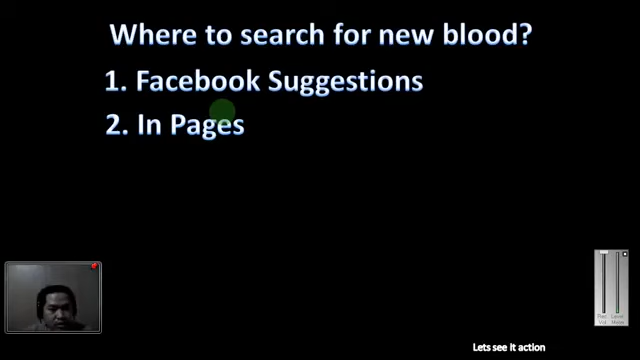 Where to search for new blood?
1. Facebook Suggestions
2. In Pages
Lets see It action